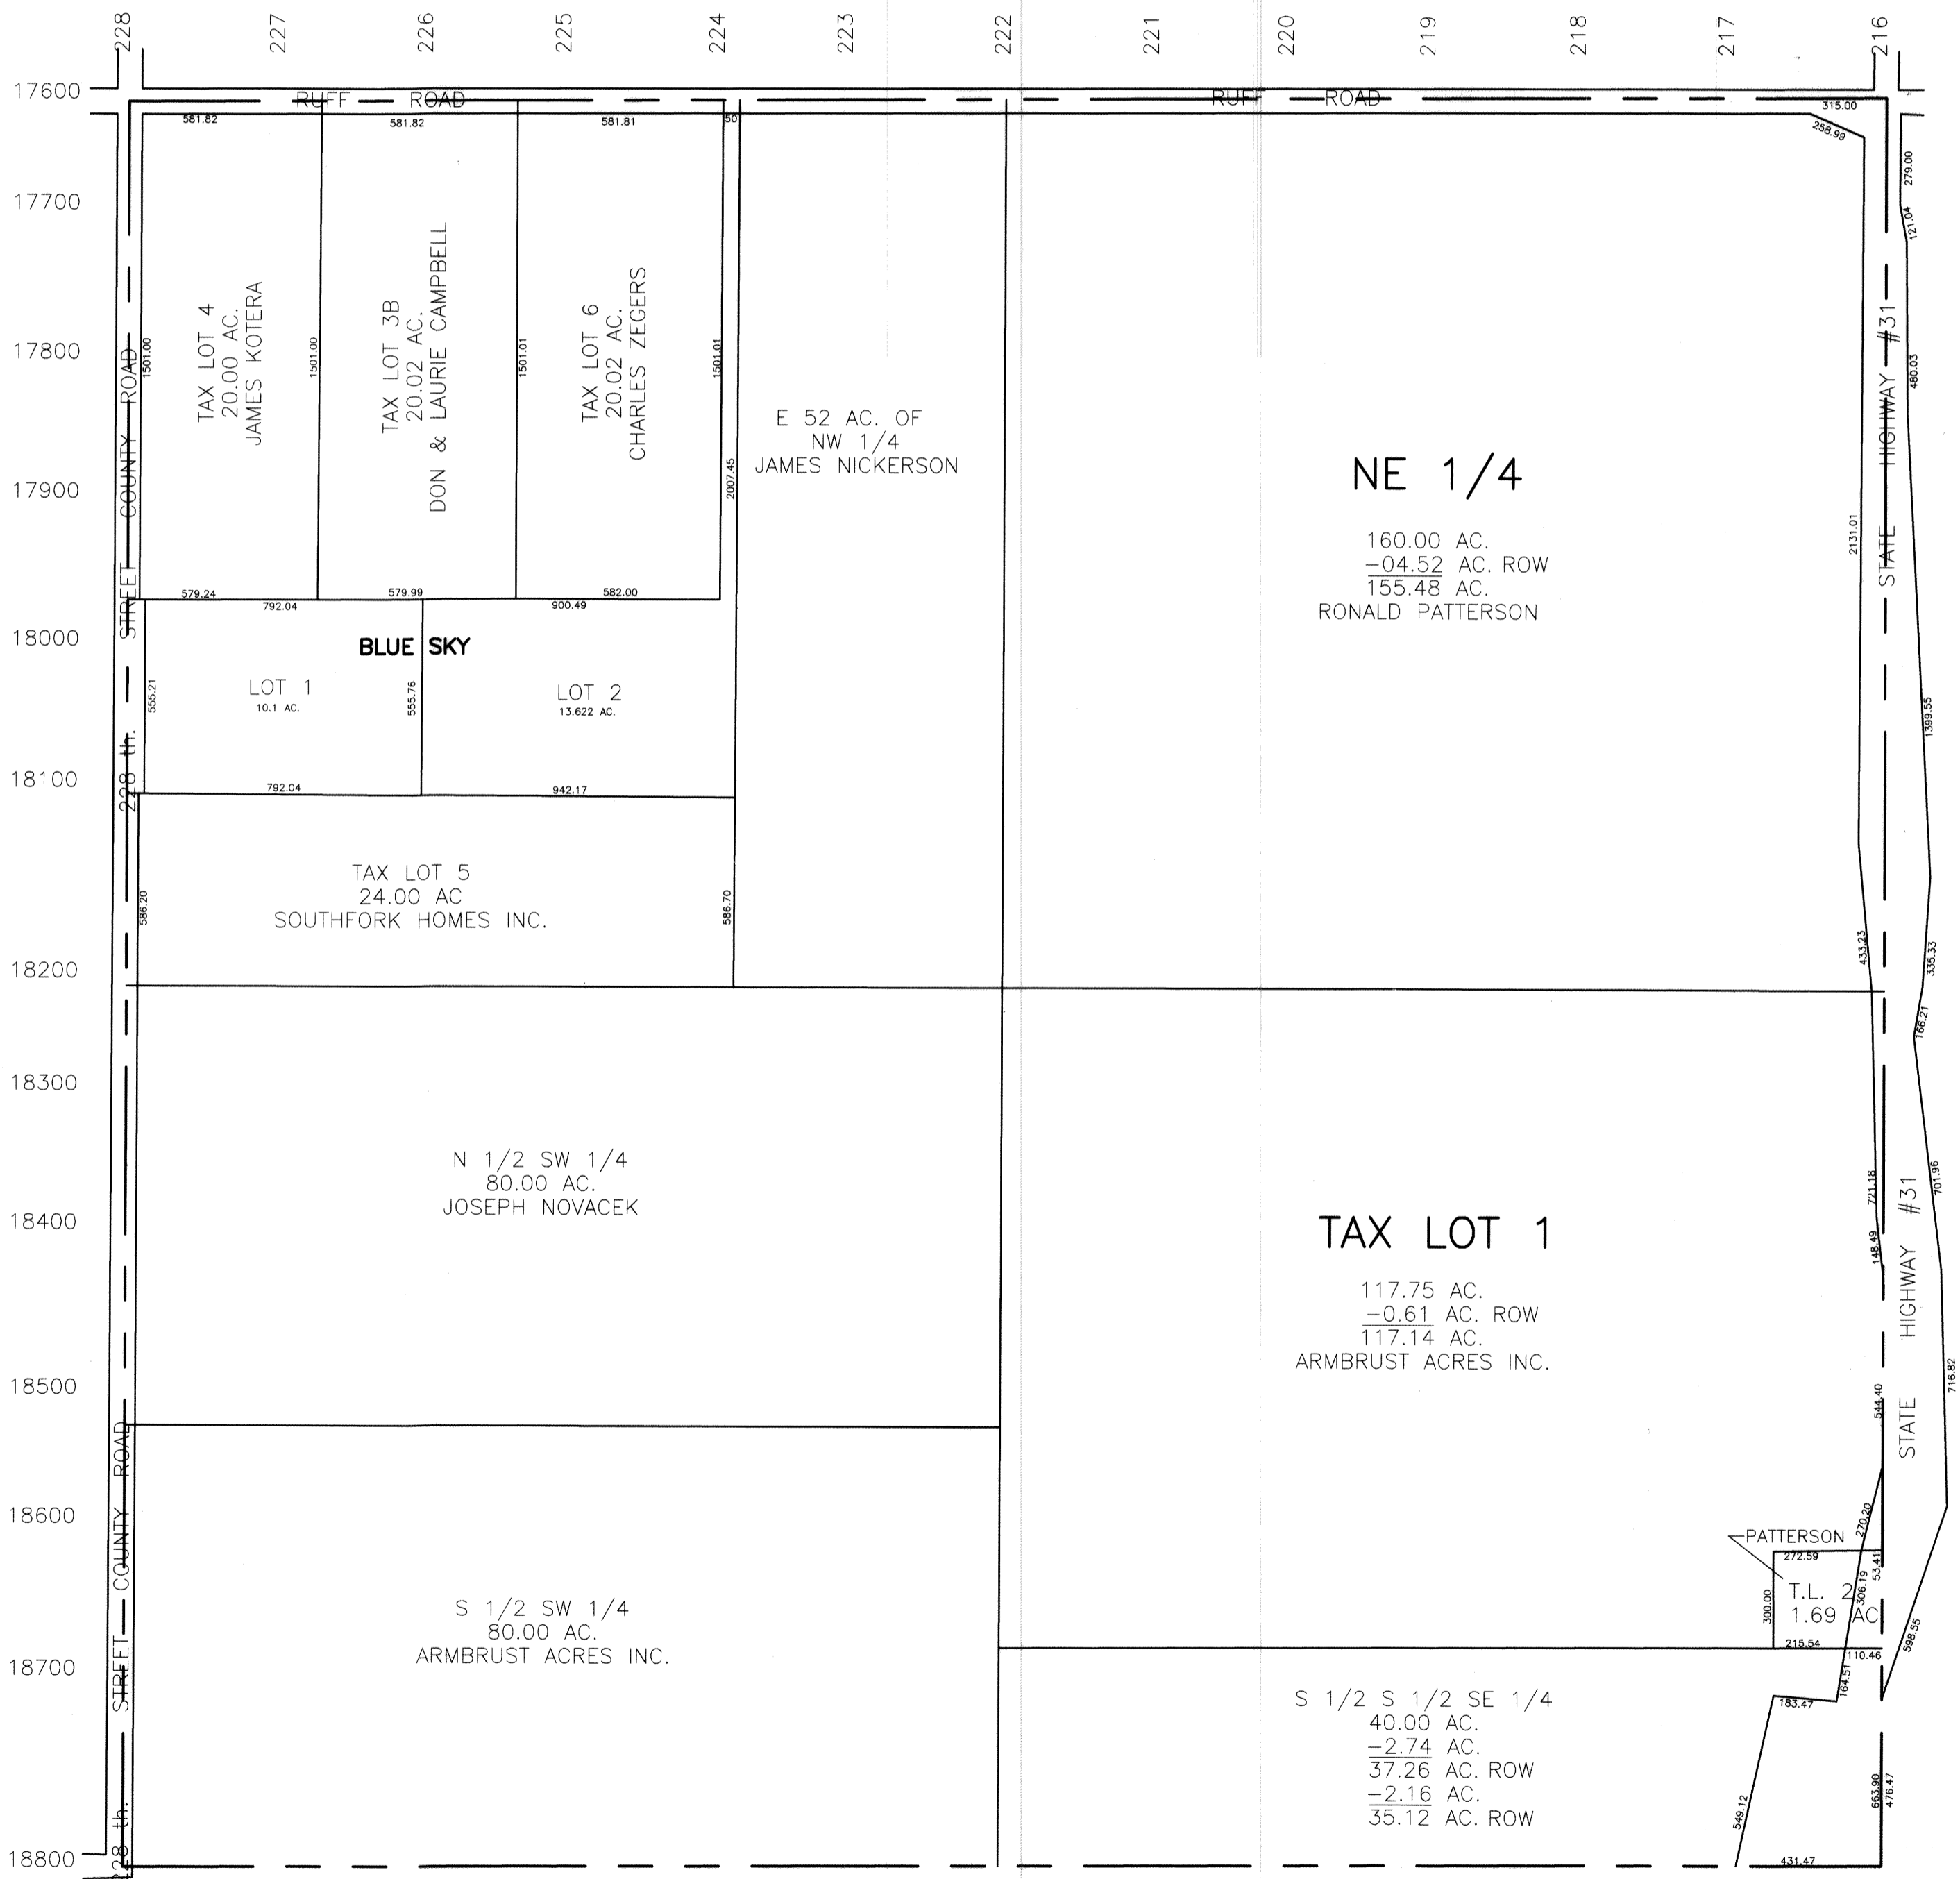 228
227
226
225
224
223
222
221
220
219
218
217
216
17600
17700
17800
17900
18000
18100
18200
18300
18400
18500
18600
18700
18800
RUFF ROAD
RUFF ROAD
581.82
581.82
581.81
50
315.00
258.99
279.00
121.04
480.03
1399.55
335.33
166.21
701.96
716.82
598.55
228 th. STREET COUNTY ROAD
1501.00
TAX LOT 4
20.00 AC.
JAMES KOTERA
1501.00
TAX LOT 3B
20.02 AC.
DON & LAURIE CAMPBELL
1501.01
TAX LOT 6
20.02 AC.
CHARLES ZEGERS
1501.01
2007.45
E 52 AC. OF
NW 1/4
JAMES NICKERSON
NE 1/4
160.00 AC.
-04.52 AC. ROW
155.48 AC.
RONALD PATTERSON
2131.01
STATE HIGHWAY #31
433.23
579.24
579.99
582.00
792.04
900.49
BLUE SKY
555.21
LOT 1
10.1 AC.
555.76
LOT 2
13.622 AC.
792.04
942.17
586.20
TAX LOT 5
24.00 AC
SOUTHFORK HOMES INC.
586.70
N 1/2 SW 1/4
80.00 AC.
JOSEPH NOVACEK
TAX LOT 1
117.75 AC.
-0.61 AC. ROW
117.14 AC.
ARMBRUST ACRES INC.
721.18
148.49
544.40
STATE HIGHWAY #31
228 th. STREET COUNTY ROAD
S 1/2 SW 1/4
80.00 AC.
ARMBRUST ACRES INC.
270.20
PATTERSON
272.59
53.41
300.00
T.L. 2
1.69 AC
306.19
215.54
110.46
164.51
183.47
S 1/2 S 1/2 SE 1/4
40.00 AC.
-2.74 AC.
37.26 AC. ROW
-2.16 AC.
35.12 AC. ROW
549.12
663.90
476.47
431.47